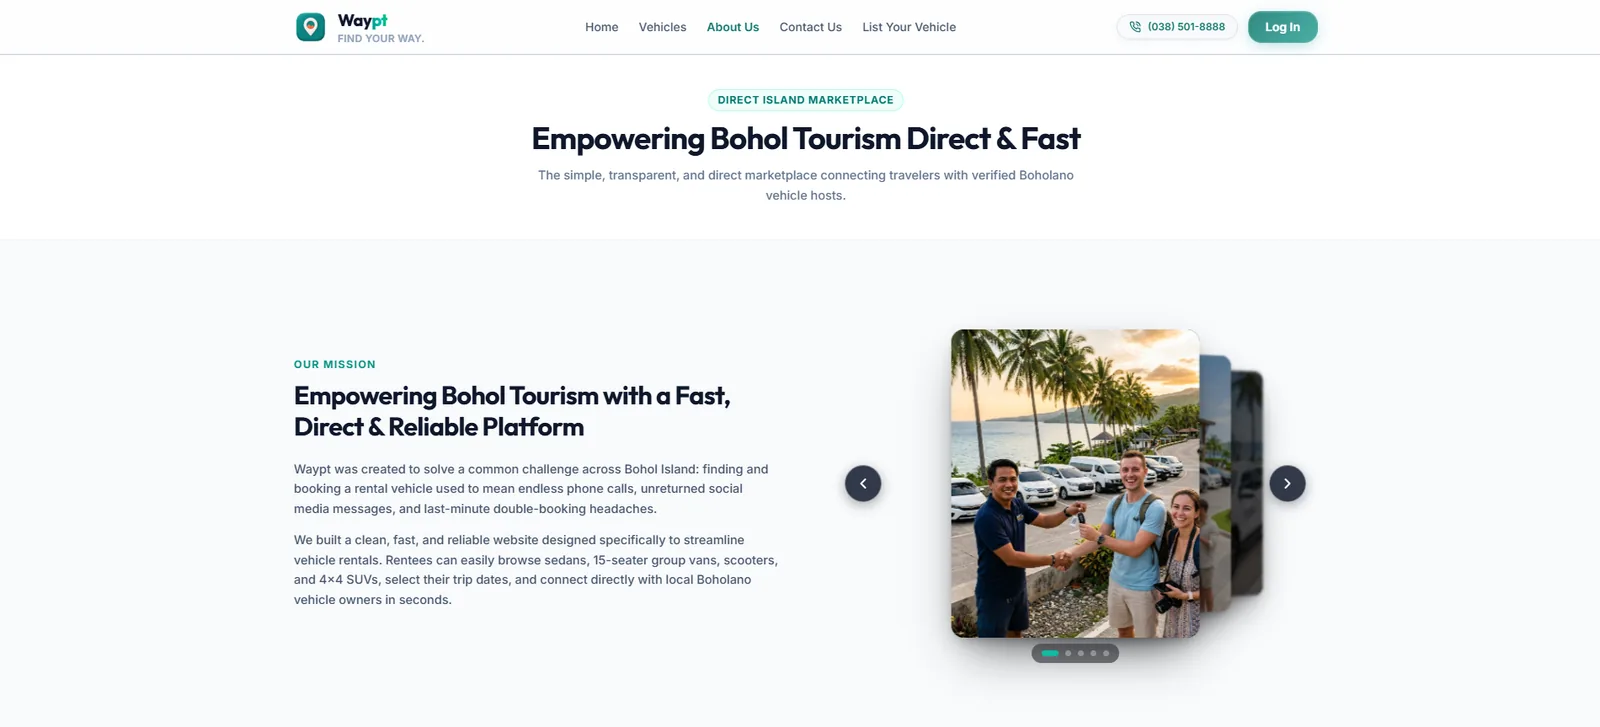 Waypt
FIND YOUR WAY.
Home
Vehicles
About Us
Contact Us
List Your Vehicle
(038) 501-8888
Log In
DIRECT ISLAND MARKETPLACE
Empowering Bohol Tourism Direct & Fast
The simple, transparent, and direct marketplace connecting travelers with verified Boholano
vehicle hosts.
OUR MISSION
Empowering Bohol Tourism with a Fast,
Direct & Reliable Platform
Waypt was created to solve a common challenge across Bohol Island: finding and
booking a rental vehicle used to mean endless phone calls, unreturned social
media messages, and last-minute double-booking headaches.
We built a clean, fast, and reliable website designed specifically to streamline
vehicle rentals. Rentees can easily browse sedans, 15-seater group vans, scooters,
and 4×4 SUVs, select their trip dates, and connect directly with local Boholano
vehicle owners in seconds.